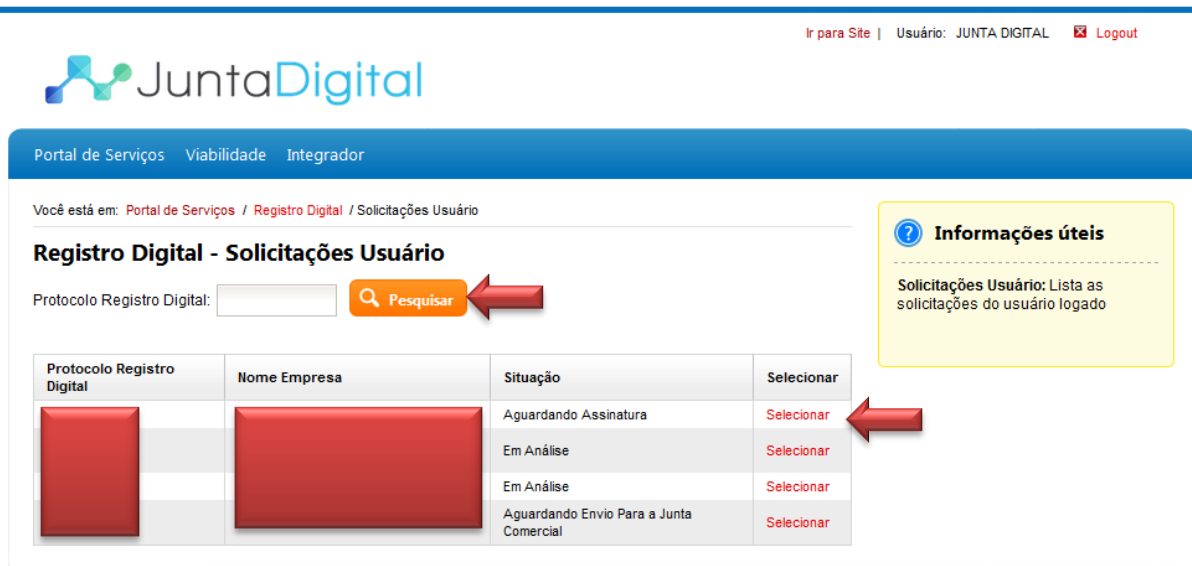 Ir para Site | Usuário: JUNTA DIGITAL Logout
JuntaDigital
Portal de Serviços Viabilidade Integrador
Você está em: Portal de Serviços / Registro Digital / Solicitações Usuário
Registro Digital - Solicitações Usuário
Protocolo Registro Digital: Pesquisar
Informações úteis
Solicitações Usuário: Lista as
solicitações do usuário logado
Protocolo Registro
Digital
Nome Empresa Situação Selecionar
Aguardando Assinatura Selecionar
Em Análise Selecionar
Em Análise Selecionar
Aguardando Envio Para a Junta
Comercial
Selecionar